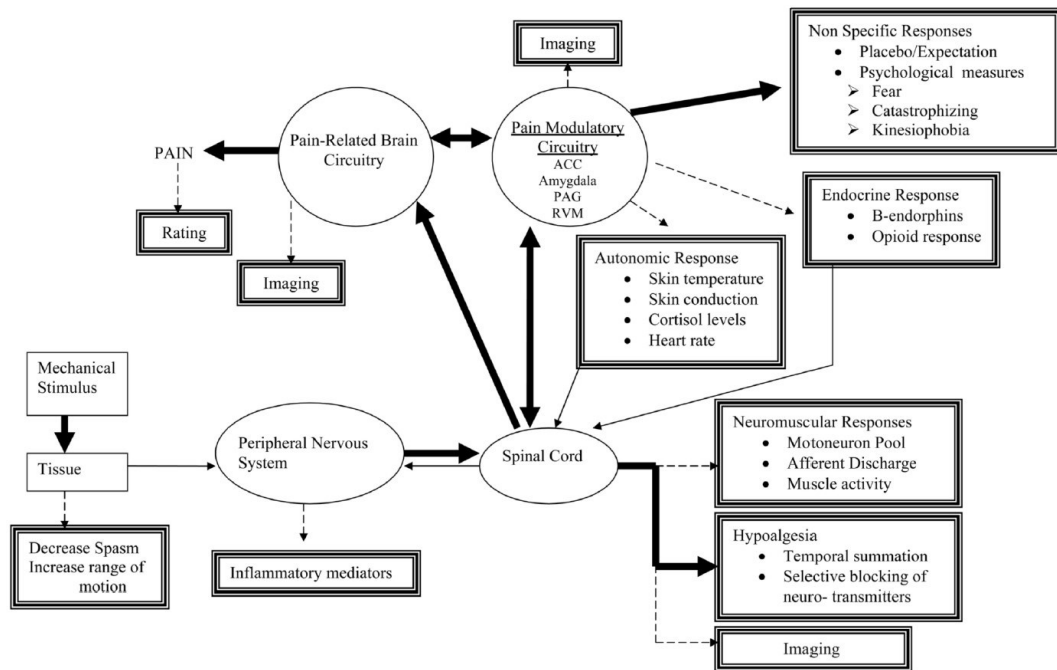 Imaging
Non Specific Responses
• Placebo/Expectation
• Psychological measures
➢ Fear
➢ Catastrophizing
➢ Kinesiophobia
Pain-Related Brain
Circuitry
Pain Modulatory
Circuitry
ACC
Amygdala
PAG
RVM
PAIN
Rating
Imaging
Endocrine Response
• B-endorphins
• Opioid response
Autonomic Response
• Skin temperature
• Skin conduction
• Cortisol levels
• Heart rate
Mechanical
Stimulus
Tissue
Peripheral Nervous
System
Spinal Cord
Neuromuscular Responses
• Motoneuron Pool
• Afferent Discharge
• Muscle activity
Decrease Spasm
Increase range of
motion
Inflammatory mediators
Hypoalgesia
• Temporal summation
• Selective blocking of
neuro- transmitters
Imaging